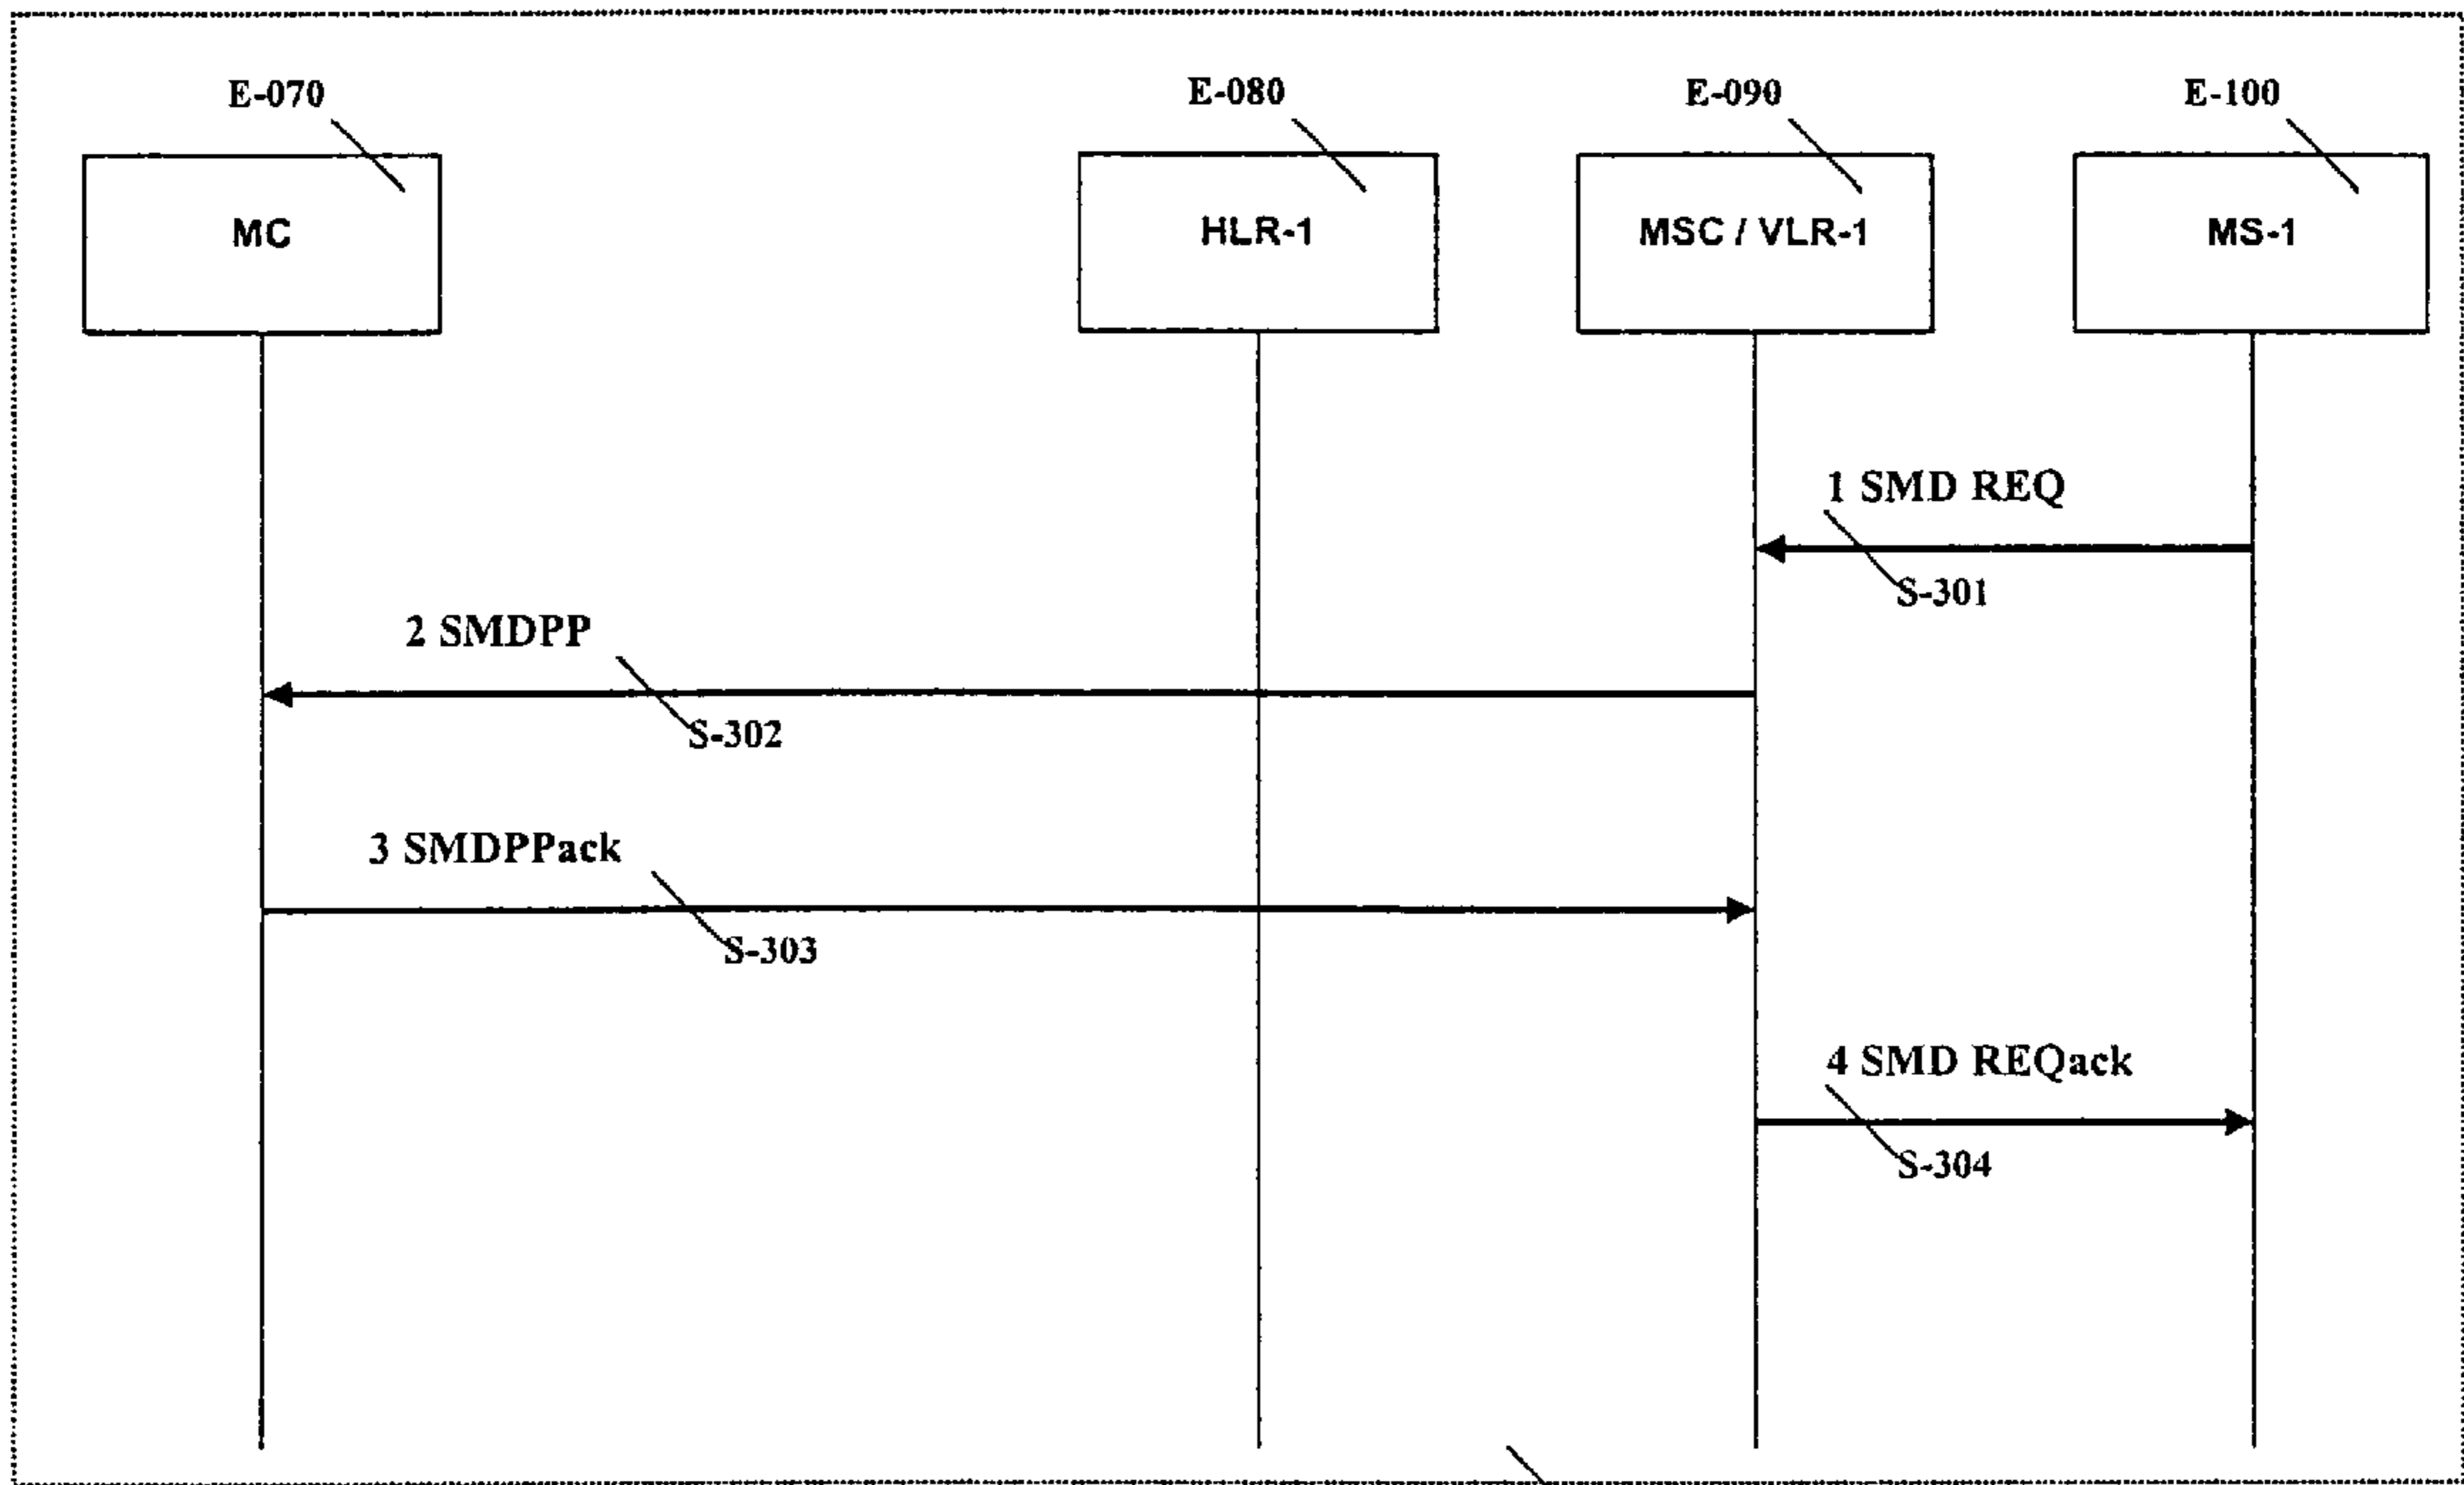 E-070
E-080
E-090
E-100
MC
HLR-1
MSC / VLR-1
MS-1
1 SMD REQ
S-301
2 SMDPP
S-302
3 SMDPPack
S-303
4 SMD REQack
S-304